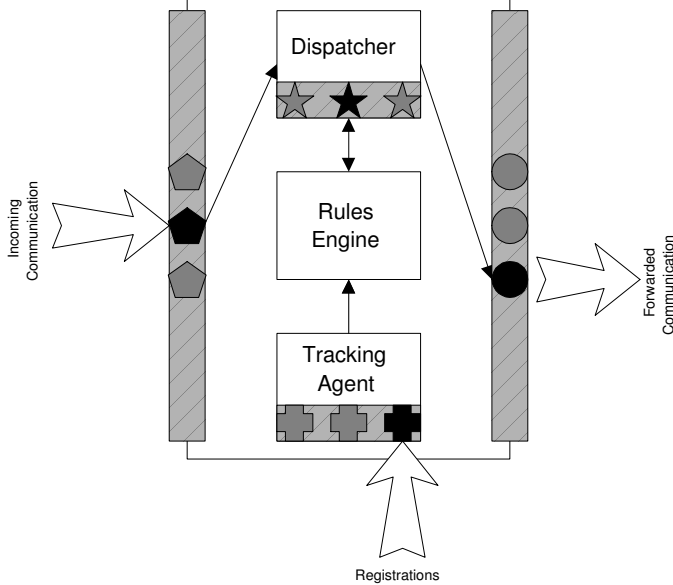 Dispatcher
Incoming
Communication
Rules
Engine
Forwarded
Communication
Tracking
Agent
Registrations